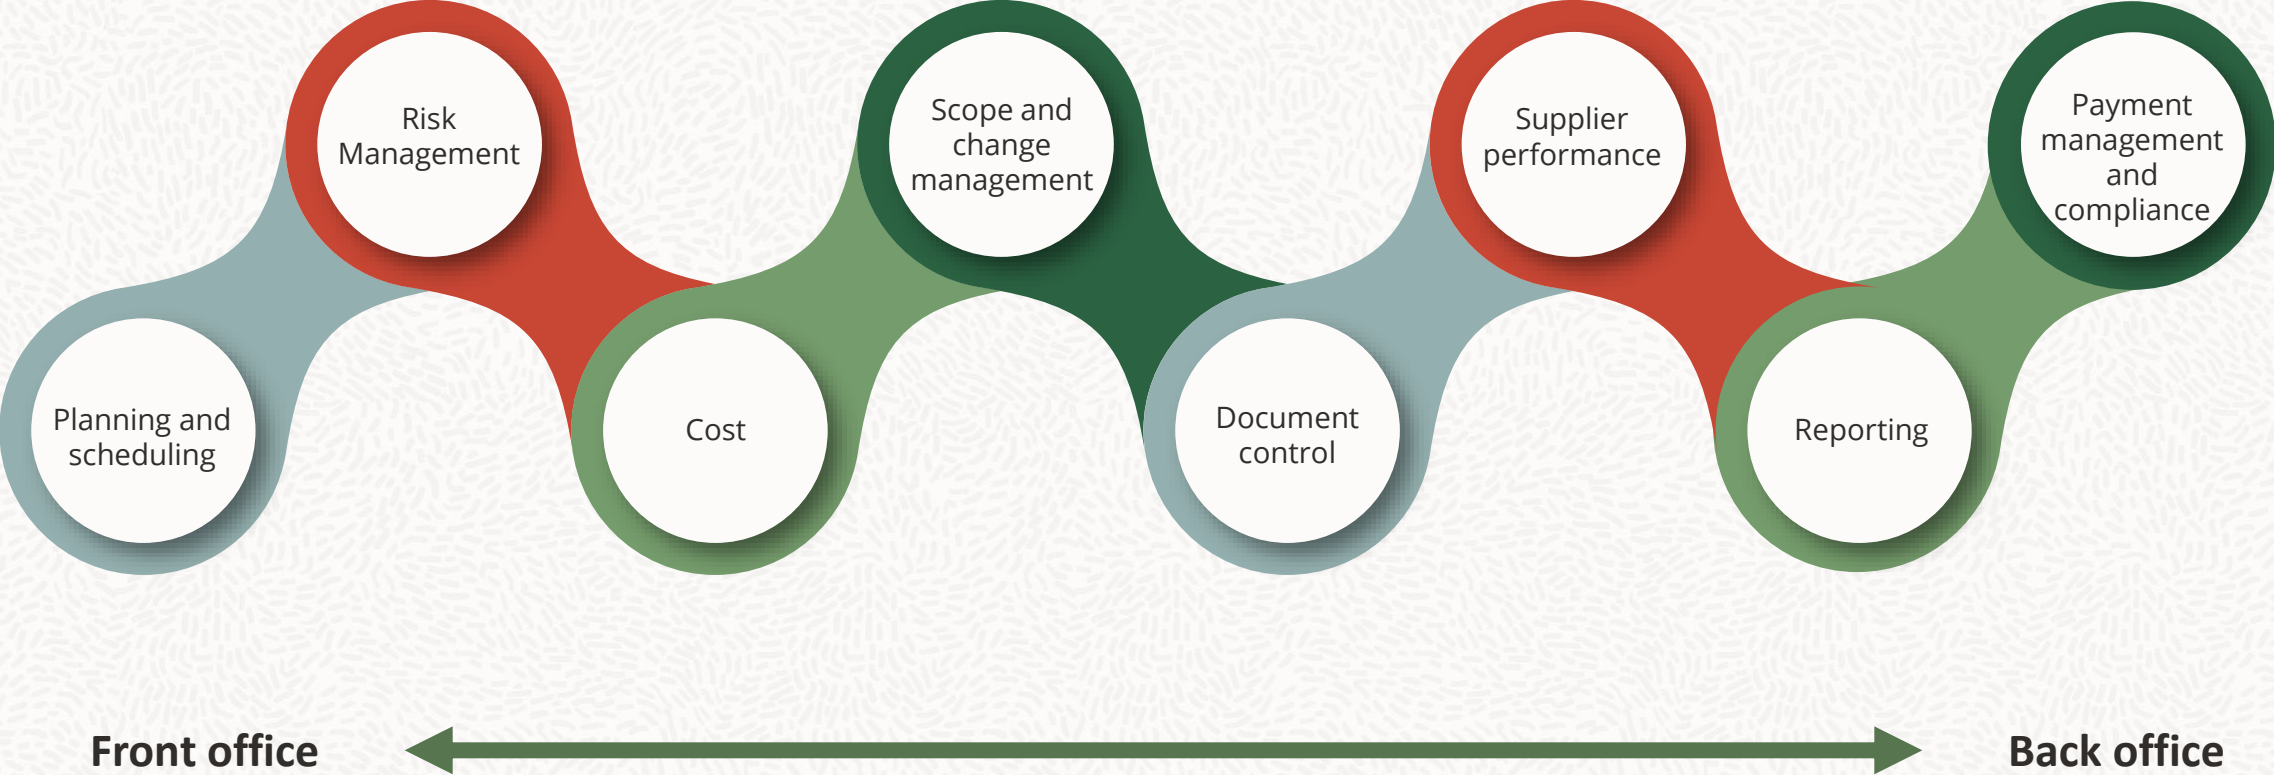 Planning and
scheduling
Risk
Management
Cost
Scope and
change
management
Document
control
Supplier
performance
Reporting
Payment
management
and
compliance
Front office
Back office